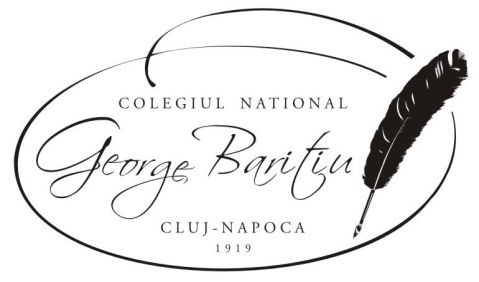 COLEGIUL NATIONAL
George Baritiu
CLUJ-NAPOCA
1919